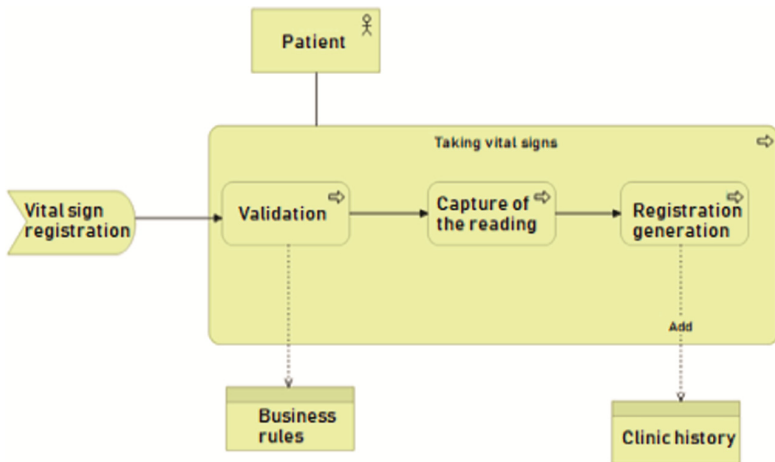 Patient
Taking vital signs
Vital sign
registration
Validation
Capture of
the reading
Registration
generation
Add
Business
rules
Clinic history